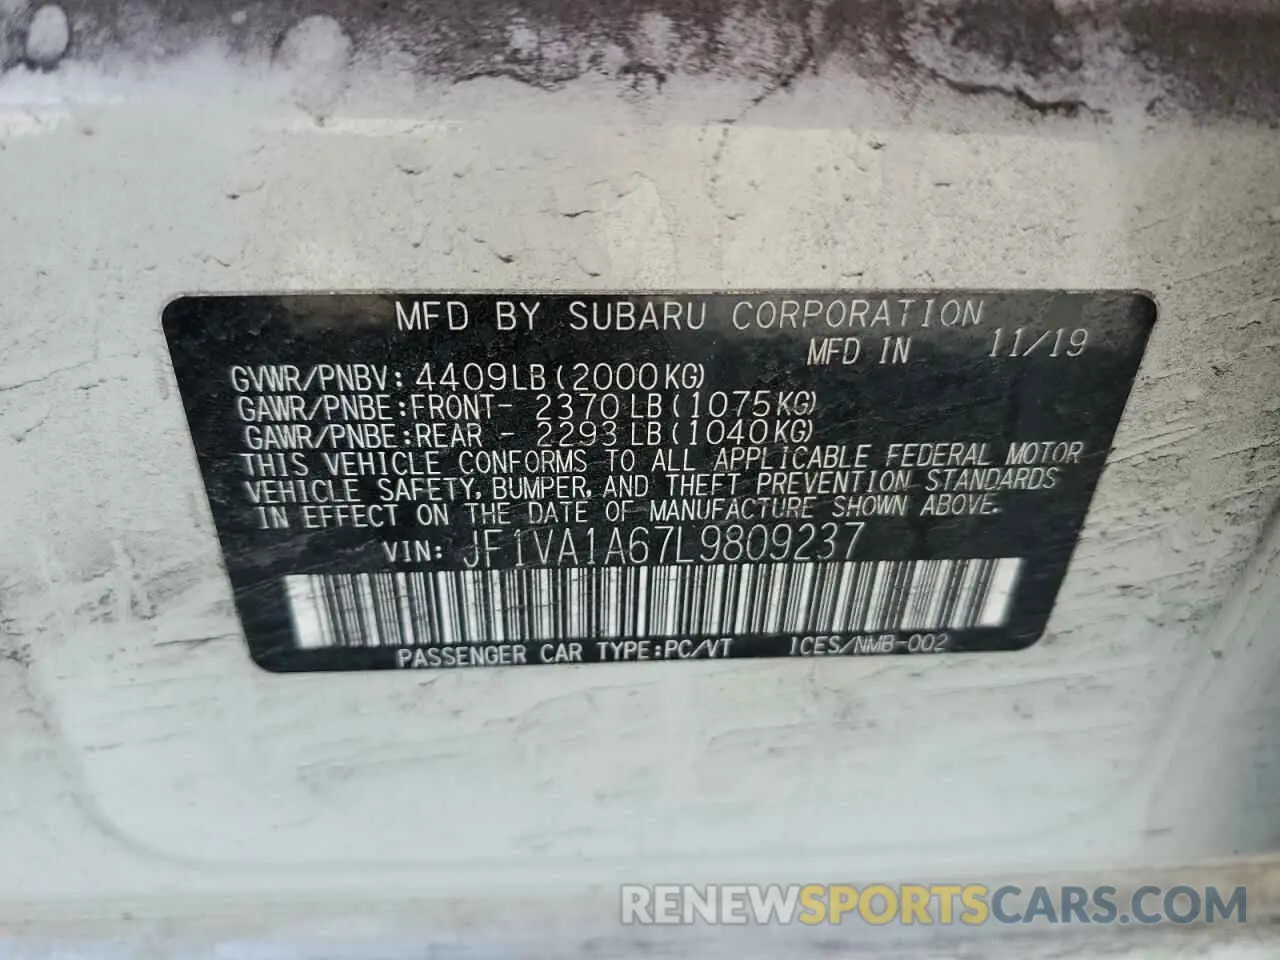 MFD BY SUBARU CORPORATION
MFD IN 11/19
GVWR/PNBV: 4409LB(2000KG)
GAWR/PNBE:FRONT- 2370LB(1075KG)
GAWR/PNBE:REAR - 2293LB(1040KG)
THIS VEHICLE CONFORMS TO ALL APPLICABLE FEDERAL MOTOR
VEHICLE SAFETY, BUMPER, AND THEFT PREVENTION STANDARDS
IN EFFECT ON THE DATE OF MANUFACTURE SHOWN ABOVE.
VIN: JF1VA1A67L9809237
PASSENGER CAR TYPE:PC/VT ICES/NMB-002
RENEWSPORTSCARS.COM